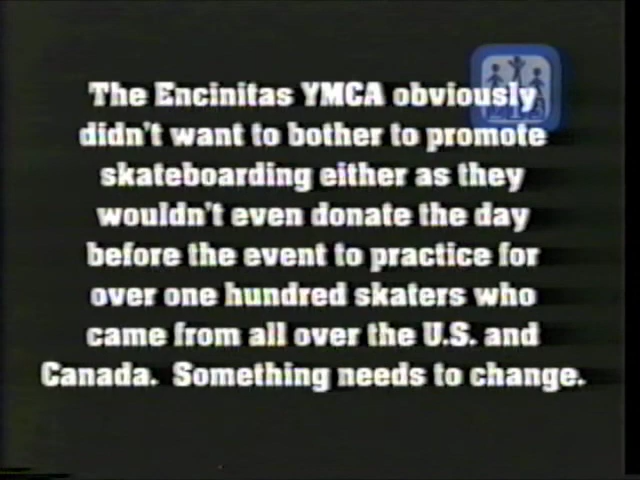 The Encinitas YMCA obviously
didn't want to bother to promote
skateboarding either as they
wouldn't even donate the day
before the event to practice for
over one hundred skaters who
came from all over the U.S. and
Canada.  Something needs to change.